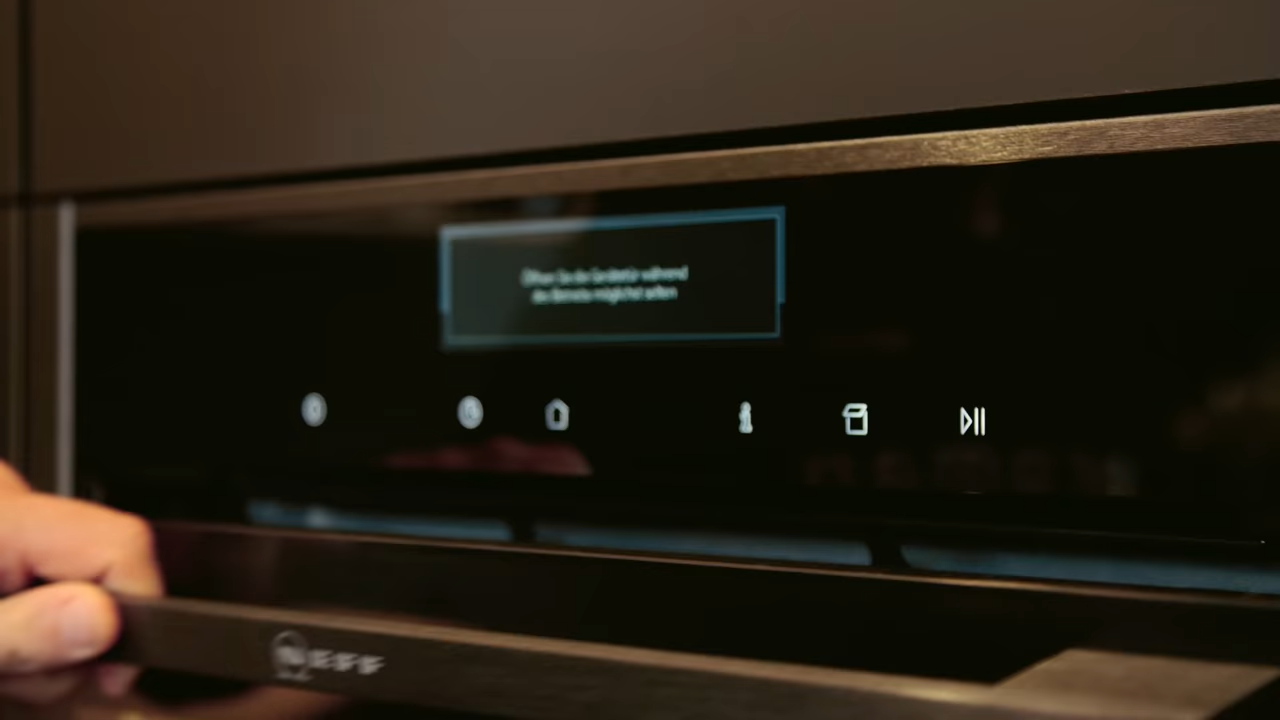 Öffnen Sie die Gerätetür während
des Betriebs möglichst selten.
NEFF